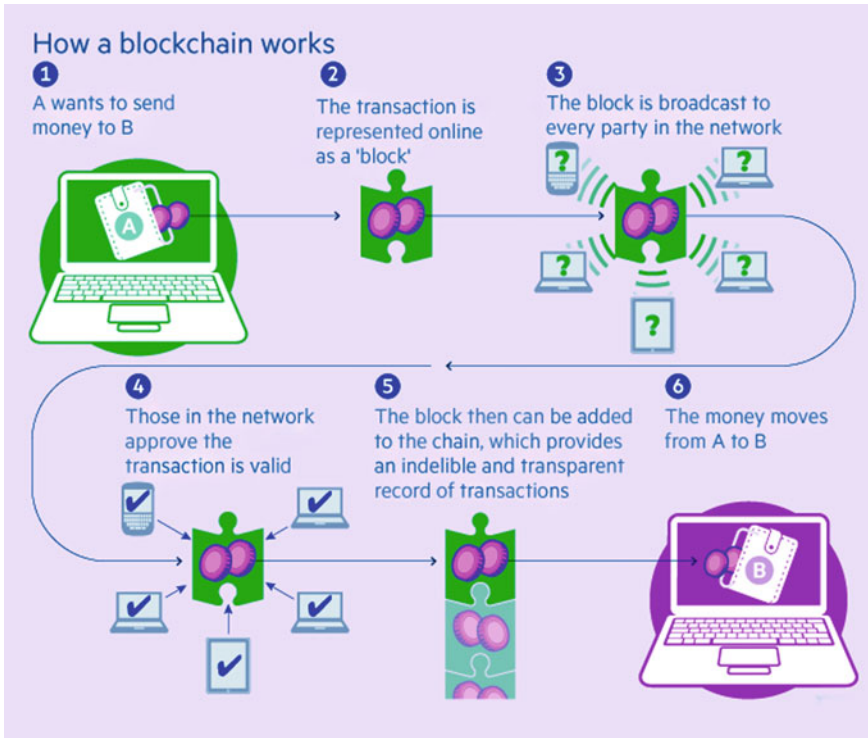 How a blockchain works
1
A wants to send
money to B
2
The transaction is
represented online
as a 'block'
3
The block is broadcast to
every party in the network
A
?
?
?
?
?
4
Those in the network
approve the
transaction is valid
5
The block then can be added
to the chain, which provides
an indelible and transparent
record of transactions
6
The money moves
from A to B
B